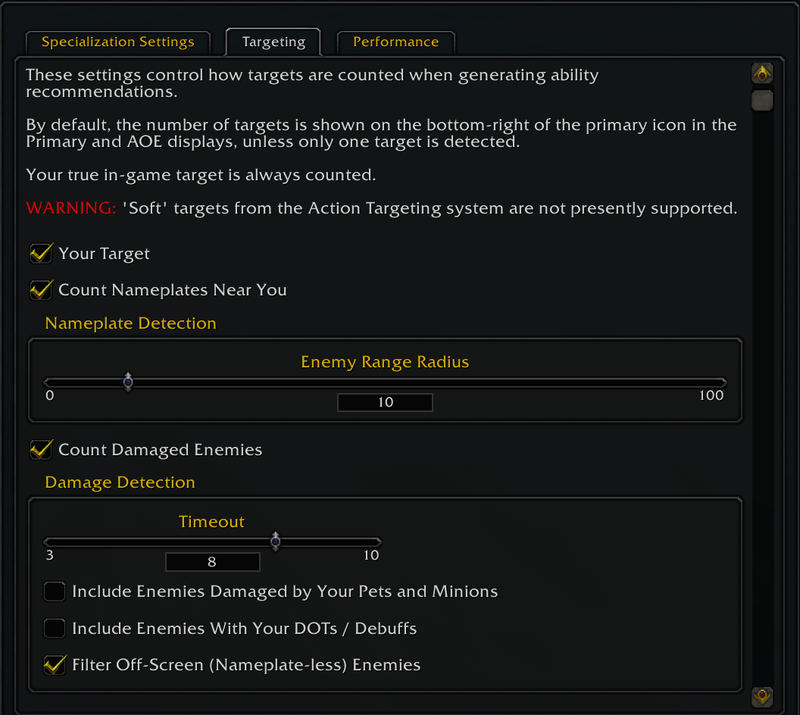 Specialization Settings Targeting Performance
These settings control how targets are counted when generating ability
recommendations.
By default, the number of targets is shown on the bottom-right of the primary icon in the
Primary and AOE displays, unless only one target is detected.
Your true in-game target is always counted.
WARNING: 'Soft' targets from the Action Targeting system are not presently supported.
Your Target
Count Nameplates Near You
Nameplate Detection
Enemy Range Radius
0 10 100
Count Damaged Enemies
Damage Detection
Timeout
3 8 10
Include Enemies Damaged by Your Pets and Minions
Include Enemies With Your DOTs / Debuffs
Filter Off-Screen (Nameplate-less) Enemies